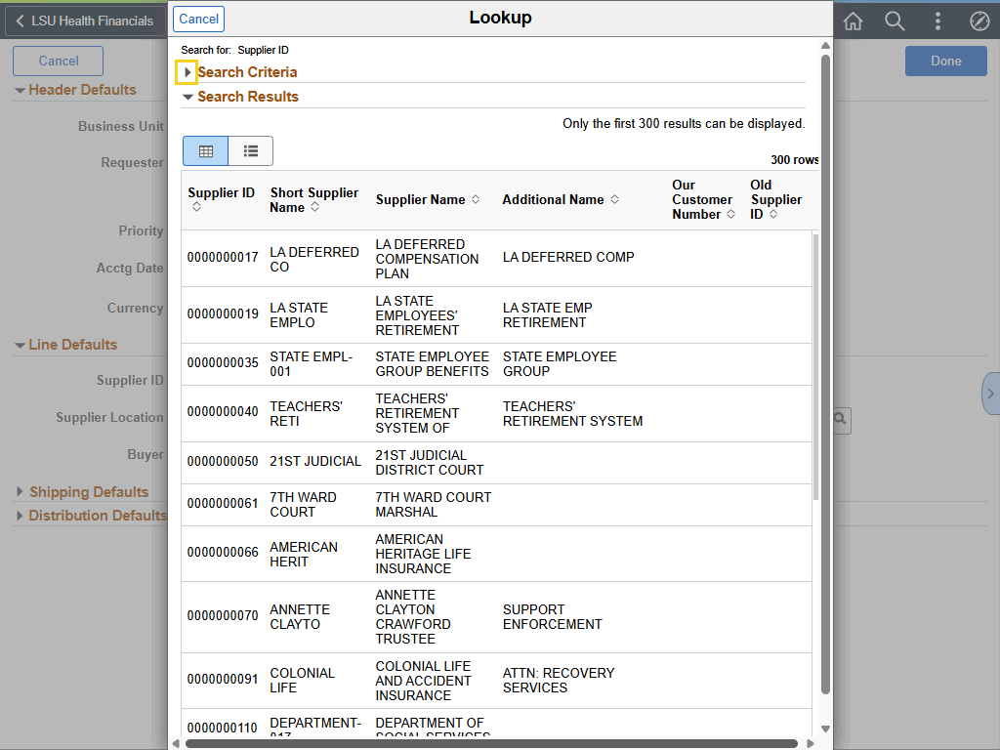 LSU Health Financials
Cancel
Lookup
Cancel
Done
Header Defaults
Business Unit
Requester
Priority
Acctg Date
Currency
Line Defaults
Supplier ID
Supplier Location
Buyer
Shipping Defaults
Distribution Defaults
Search for: Supplier ID
Search Criteria
Search Results
Only the first 300 results can be displayed.
300 rows
Supplier ID
Short Supplier
Name
Supplier Name
Additional Name
Our
Customer
Number
Old
Supplier
ID
0000000017
LA DEFERRED
CO
LA DEFERRED
COMPENSATION
PLAN
LA DEFERRED COMP
0000000019
LA STATE
EMPLO
LA STATE
EMPLOYEES'
RETIREMENT
LA STATE EMP
RETIREMENT
0000000035
STATE EMPL-
001
STATE EMPLOYEE
GROUP BENEFITS
STATE EMPLOYEE
GROUP
0000000040
TEACHERS'
RETI
TEACHERS'
RETIREMENT
SYSTEM OF
TEACHERS'
RETIREMENT SYSTEM
0000000050
21ST JUDICIAL
21ST JUDICIAL
DISTRICT COURT
0000000061
7TH WARD
COURT
7TH WARD COURT
MARSHAL
0000000066
AMERICAN
HERIT
AMERICAN
HERITAGE LIFE
INSURANCE
0000000070
ANNETTE
CLAYTO
ANNETTE
CLAYTON
CRAWFORD
TRUSTEE
SUPPORT
ENFORCEMENT
0000000091
COLONIAL
LIFE
COLONIAL LIFE
AND ACCIDENT
INSURANCE
ATTN: RECOVERY
SERVICES
0000000110
DEPARTMENT-
017
DEPARTMENT OF
SOCIAL SERVICES